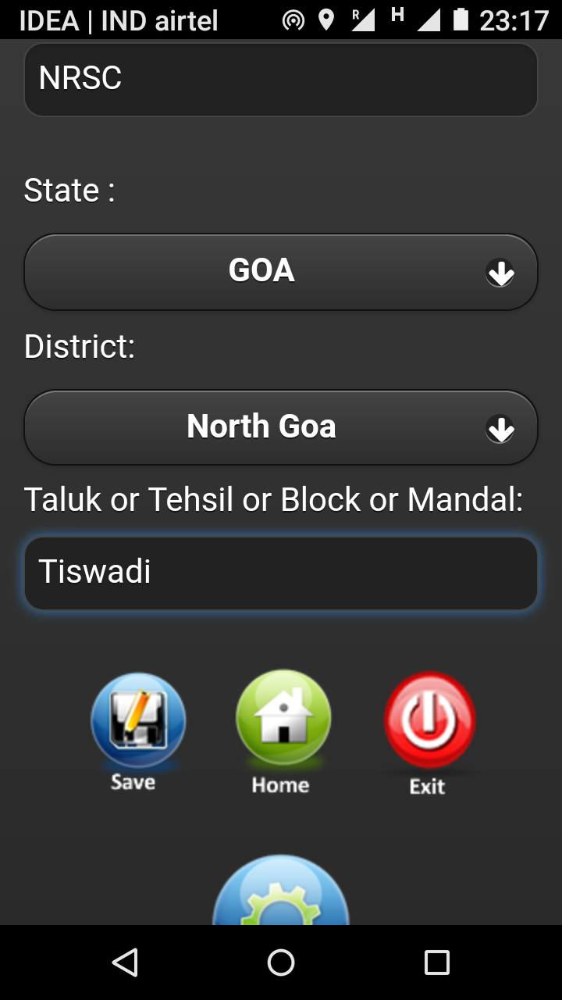 IDEA | IND airtel R H 23:17
NRSC
State :
GOA
District:
North Goa
Taluk or Tehsil or Block or Mandal:
Tiswadi
Save Home Exit